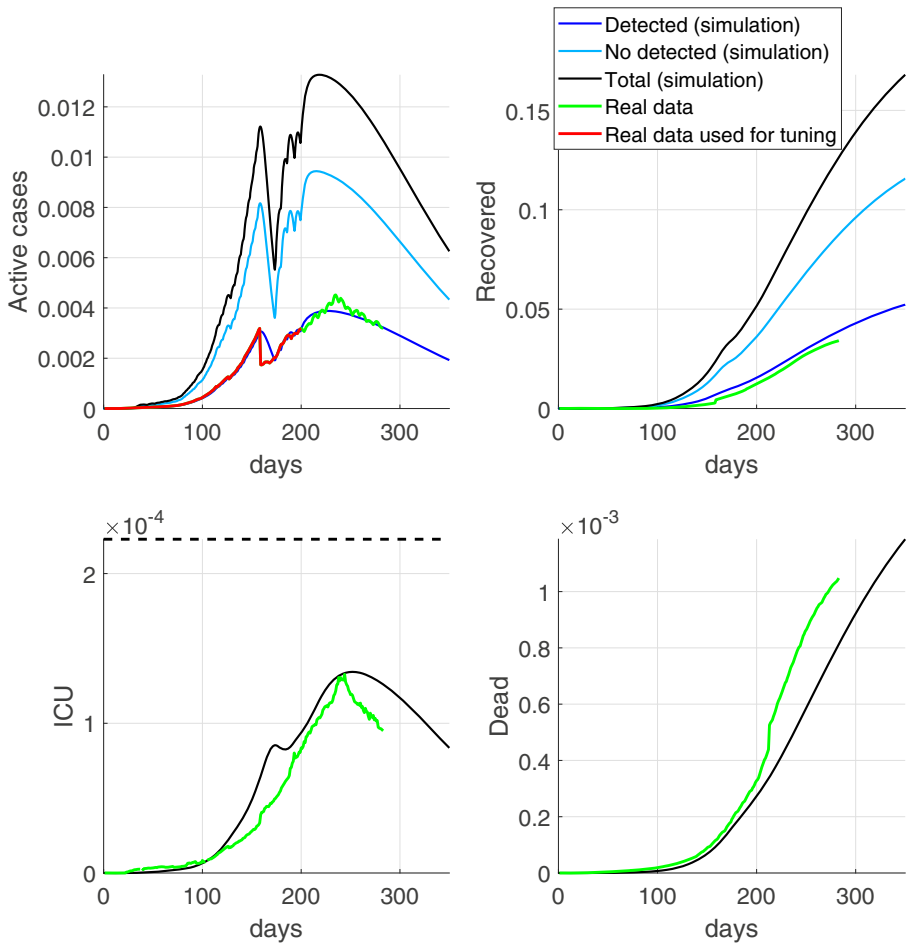 Detected (simulation)
No detected (simulation)
Total (simulation)
Real data
Real data used for tuning
0.012
0.01
0.008
0.006
0.004
0.002
0
Active cases
0 100 200 300
days
0.15
0.1
0.05
0
Recovered
0 100 200 300
days
×10-4
2
1
0
ICU
0 100 200 300
days
×10-3
1
0.8
0.6
0.4
0.2
0
Dead
0 100 200 300
days